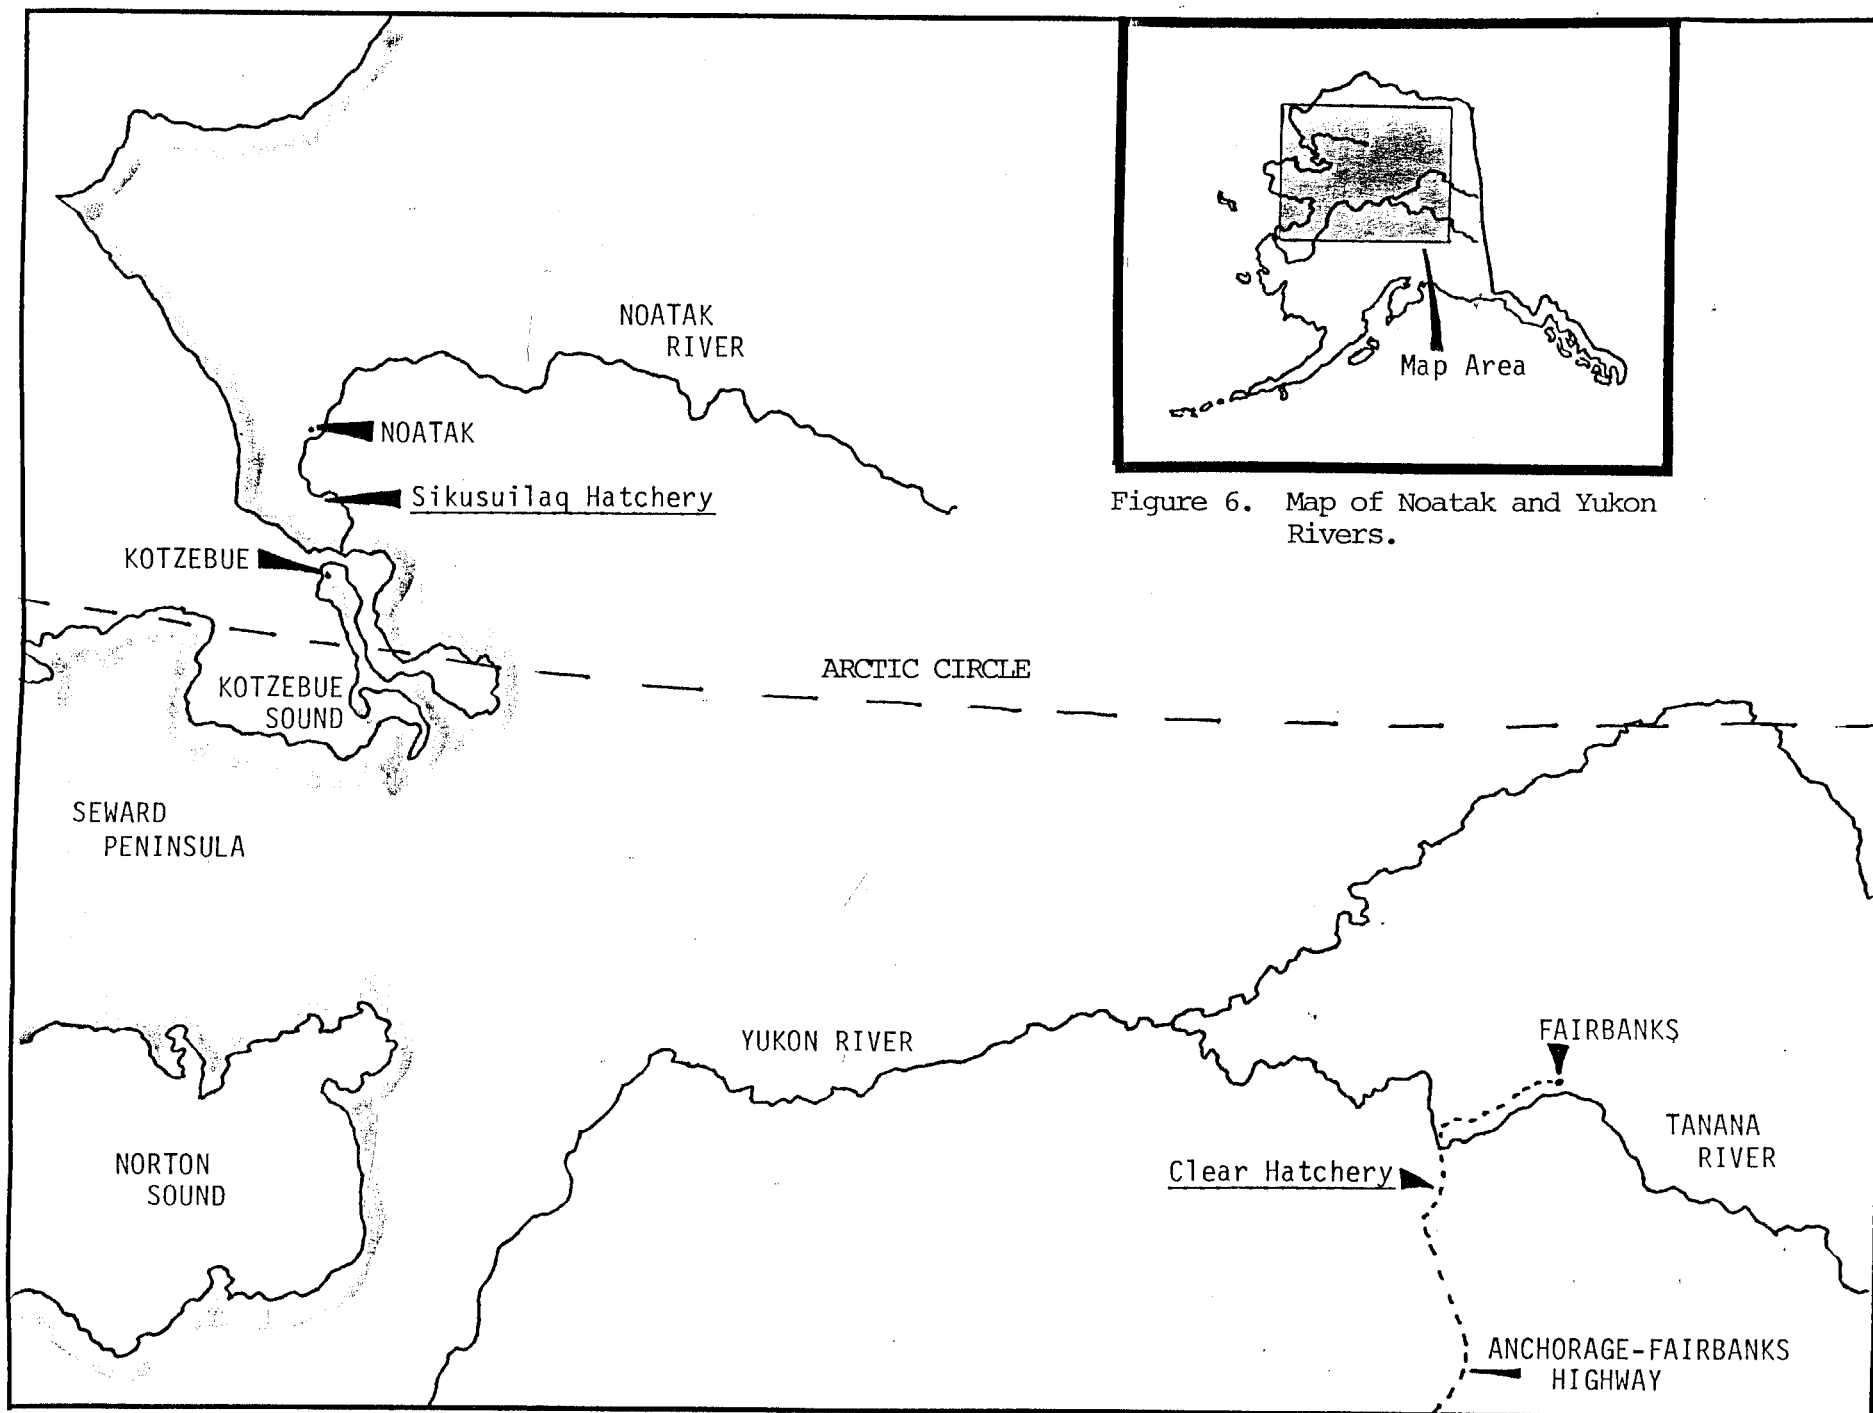 Map Area
Figure 6. Map of Noatak and Yukon
Rivers.
NOATAK
RIVER
NOATAK
Sikusuilaq Hatchery
KOTZEBUE
ARCTIC CIRCLE
KOTZEBUE
SOUND
SEWARD
PENINSULA
YUKON RIVER
FAIRBANKS
TANANA
RIVER
NORTON
SOUND
Clear Hatchery
ANCHORAGE-FAIRBANKS
HIGHWAY